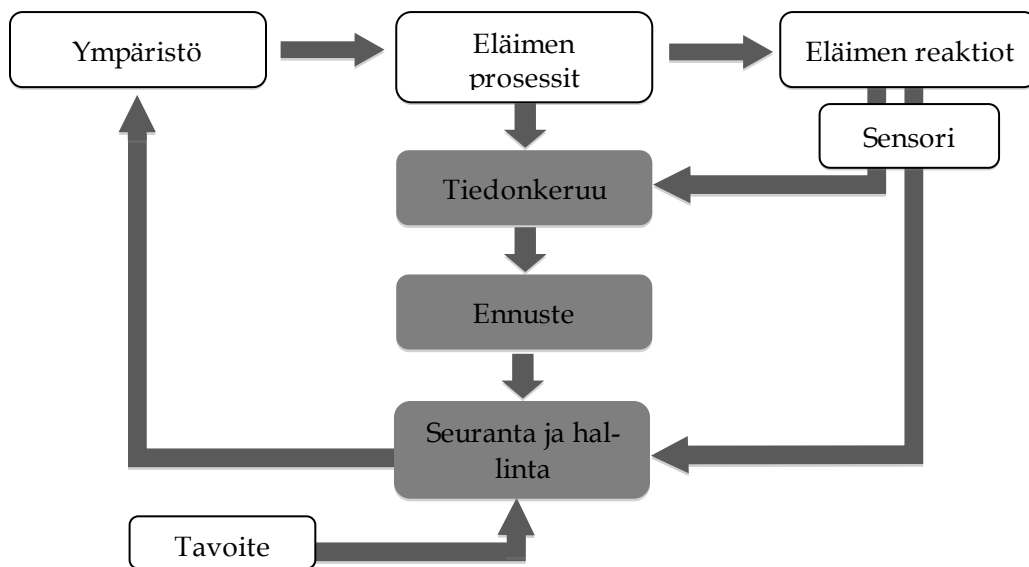 Ympäristö
Eläimen
prosessit
Eläimen reaktiot
Sensori
Tiedonkeruu
Ennuste
Seuranta ja hal-
linta
Tavoite